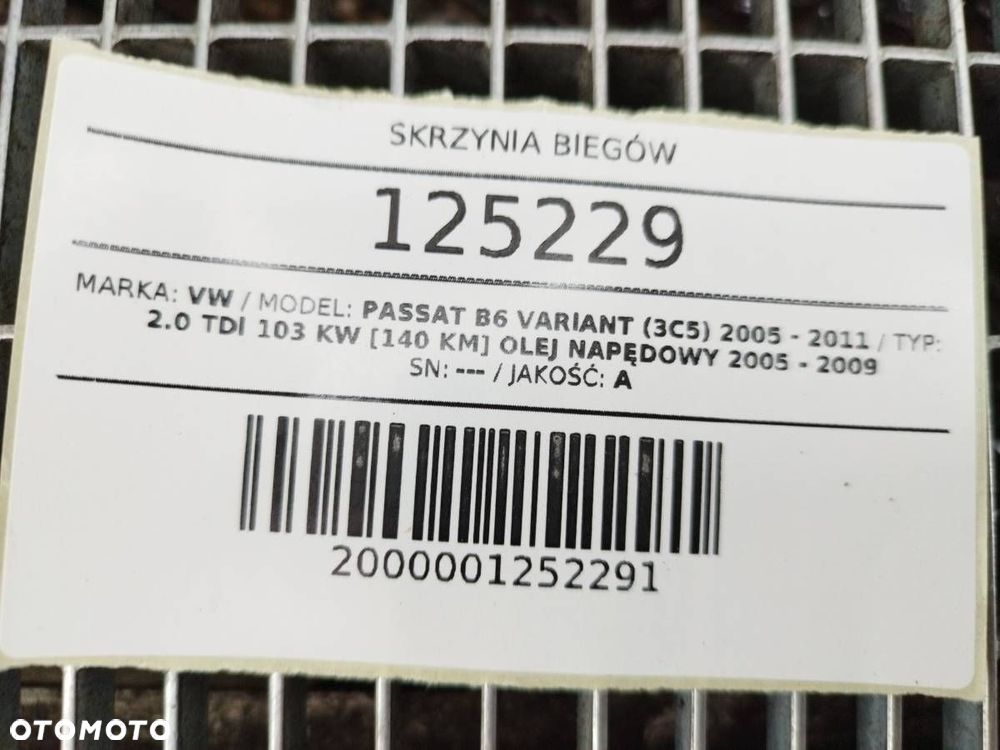 SKRZYNIA BIEGÓW
125229
MARKA: VW / MODEL: PASSAT B6 VARIANT (3C5) 2005 - 2011 / TYP:
2.0 TDI 103 KW [140 KM] OLEJ NAPĘDOWY 2005 - 2009
SN: --- / JAKOŚĆ: A
2000001252291
OTOMOTO